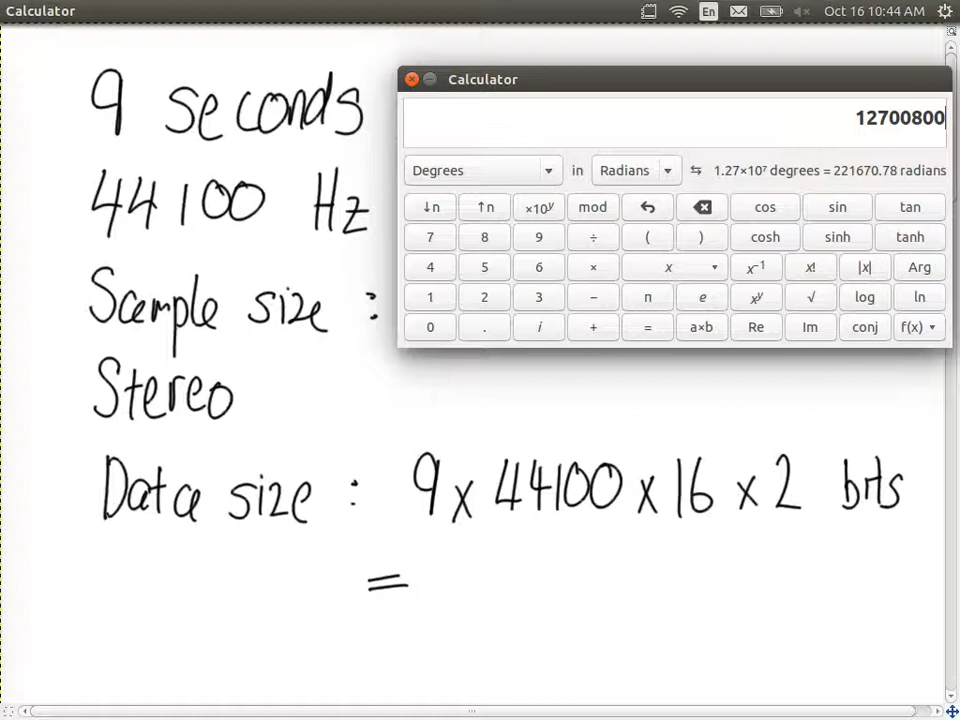 Calculator
En
Oct 16 10:44 AM
9 seconds
44100 Hz
Sample size :
Stereo
Data size : 9 x 44100 x 16 x 2 bits
=
Calculator
12700800
Degrees in Radians ⇆ 1.27×10⁷ degrees = 221670.78 radians
↓n ↑n ×10ʸ mod cos sin tan
7 8 9 ÷ ( ) cosh sinh tanh
4 5 6 × x x⁻¹ x! |x| Arg
1 2 3 − π e xʸ √ log ln
0 . i + = a×b Re Im conj f(x)